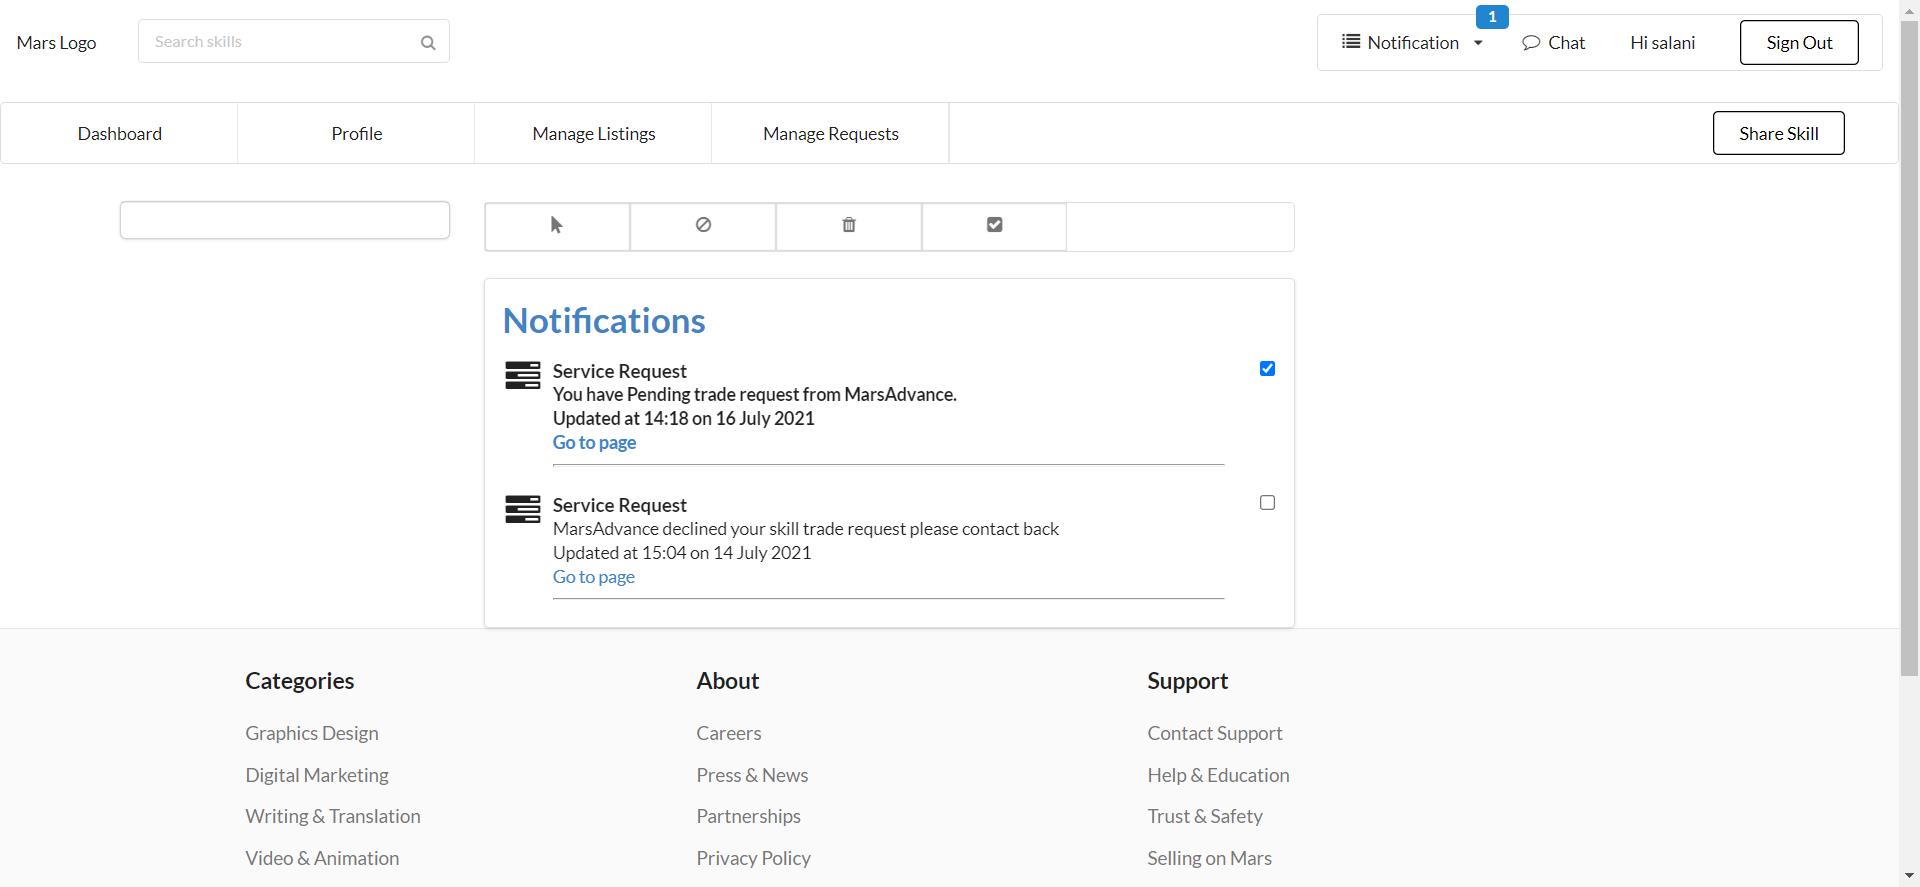 Mars Logo
Search skills
1
Notification
Chat
Hi salani
Sign Out
Dashboard
Profile
Manage Listings
Manage Requests
Share Skill
Notifications
Service Request
You have Pending trade request from MarsAdvance.
Updated at 14:18 on 16 July 2021
Go to page
Service Request
MarsAdvance declined your skill trade request please contact back
Updated at 15:04 on 14 July 2021
Go to page
Categories
Graphics Design
Digital Marketing
Writing & Translation
Video & Animation
About
Careers
Press & News
Partnerships
Privacy Policy
Support
Contact Support
Help & Education
Trust & Safety
Selling on Mars